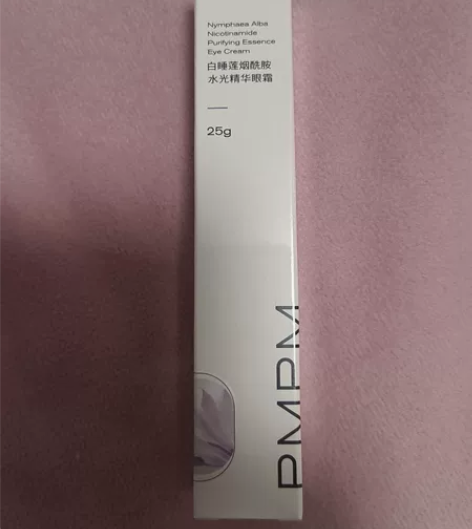 Nymphaea Alba
Nicotinamide
Purifying Essence
Eye Cream
白睡莲烟酰胺
水光精华眼霜
25g
PMPM